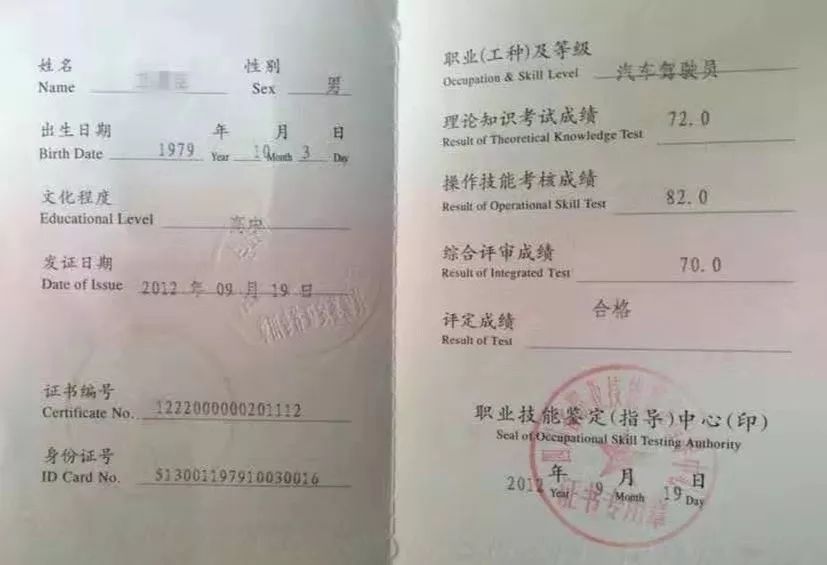 姓名 性别
Name Sex 男
出生日期 年 月 日
Birth Date 1979 Year 10 Month 3 Day
文化程度
Educational Level 高中
发证日期
Date of Issue 2012 年 09 月 19 日
证书编号
Certificate No. 1222000000201112
身份证号
ID Card No. 513001197910030016
职业(工种)及等级
Occupation & Skill Level 汽车驾驶员
理论知识考试成绩
Result of Theoretical Knowledge Test 72.0
操作技能考核成绩
Result of Operational Skill Test 82.0
综合评审成绩
Result of Integrated Test 70.0
评定成绩 合格
Result of Test
职业技能鉴定(指导)中心(印)
Seal of Occupational Skill Testing Authority
2012 年 9 月 19 日
Year Month Day
证书专用章